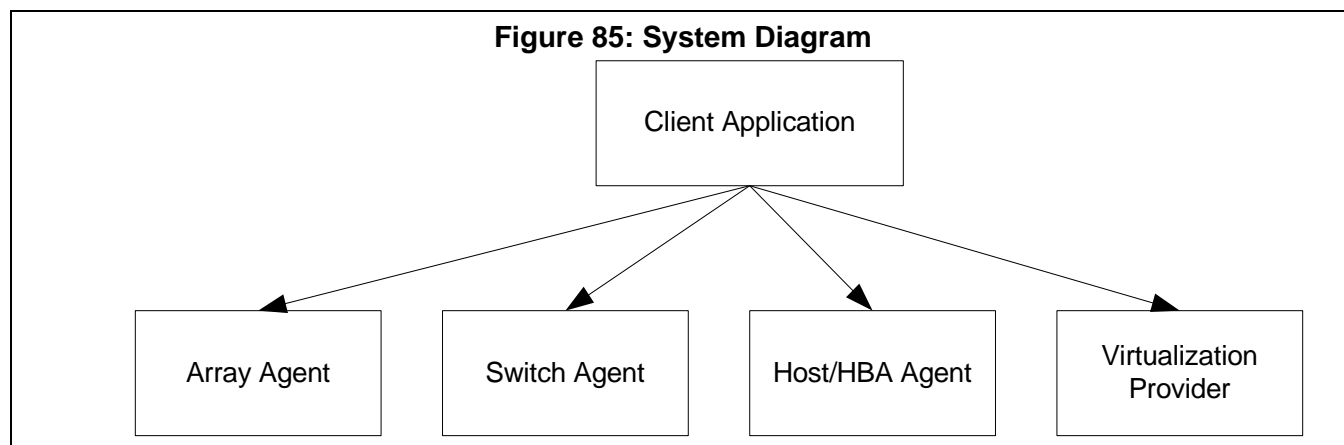 Figure 85: System Diagram
Client Application
Array Agent
Switch Agent
Host/HBA Agent
Virtualization
Provider